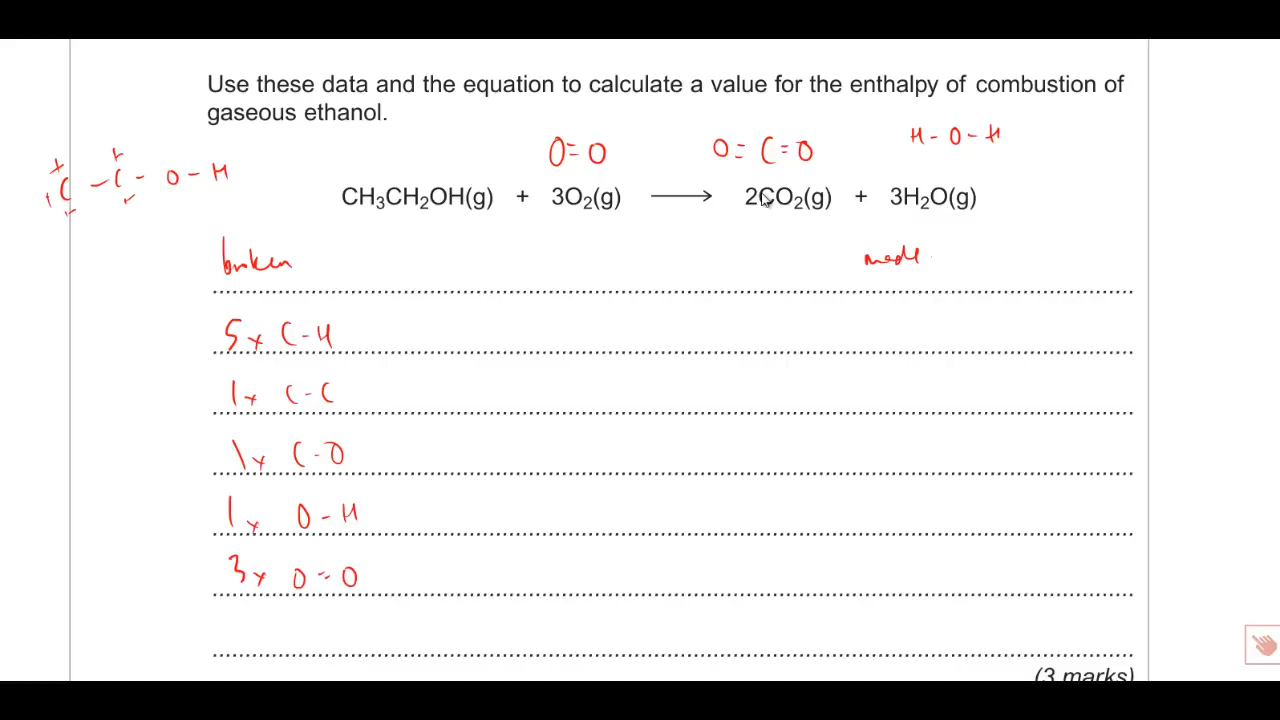 Use these data and the equation to calculate a value for the enthalpy of combustion of
gaseous ethanol.
H - O - H
O = O
O = C = O
C - C - O - H
CH₃CH₂OH(g) + 3O₂(g) ⟶ 2CO₂(g) + 3H₂O(g)
broken made
5 x C - H
1 x C - C
1 x C - O
1 x O - H
3 x O = O
(3 marks)